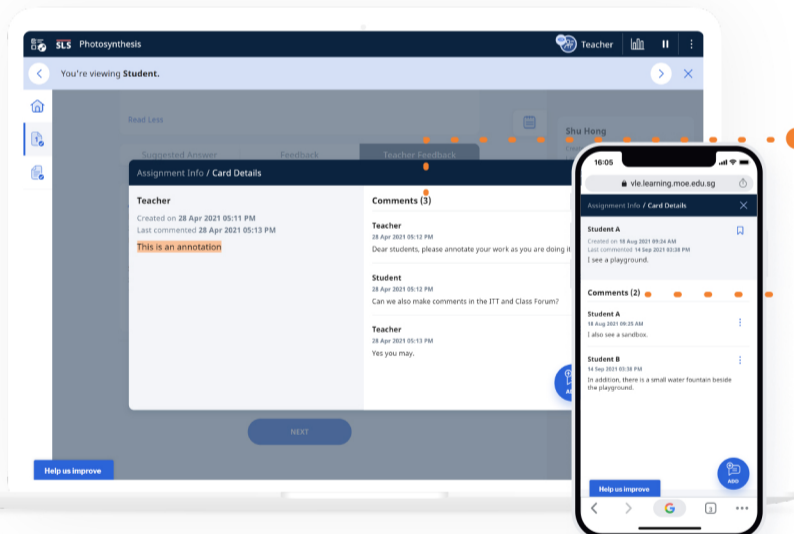 SLS Photosynthesis
Teacher
You're viewing Student.
Read Less
Shu Hong
Suggested Answer Feedback Teacher Feedback
Assignment Info / Card Details
Teacher
Created on 28 Apr 2021 05:11 PM
Last commented 28 Apr 2021 05:13 PM
This is an annotation
Comments (3)
Teacher
28 Apr 2021 05:12 PM
Dear students, please annotate your work as you are doing it
Student
28 Apr 2021 05:12 PM
Can we also make comments in the ITT and Class Forum?
Teacher
28 Apr 2021 05:13 PM
Yes you may.
NEXT
Help us improve
16:05
vle.learning.moe.edu.sg
Assignment Info / Card Details
Student A
Created on 18 Aug 2021 09:24 AM
Last commented 14 Sep 2021 03:38 PM
I see a playground.
Comments (2)
Student A
18 Aug 2021 09:25 AM
I also see a sandbox.
Student B
14 Sep 2021 03:38 PM
In addition, there is a small water fountain beside
the playground.
ADD
Help us improve
G
3